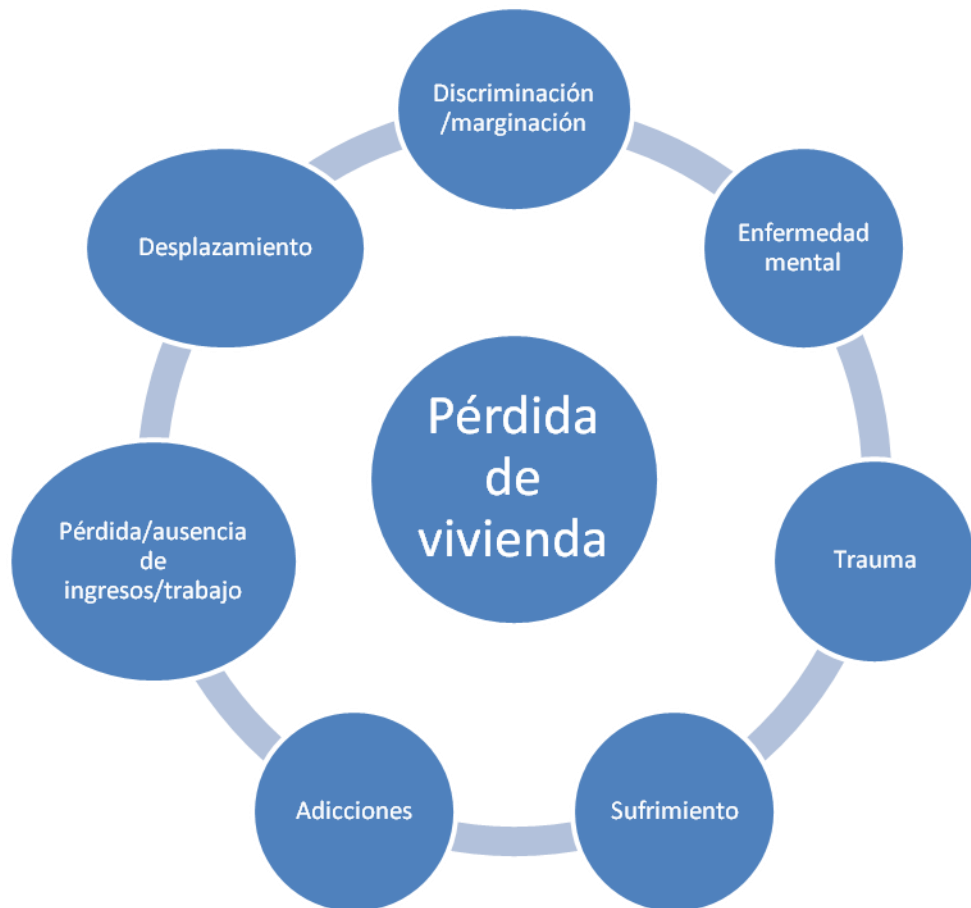 Discriminación
/marginación
Enfermedad
mental
Trauma
Sufrimiento
Adicciones
Pérdida/ausencia
de
ingresos/trabajo
Desplazamiento
Pérdida
de
vivienda